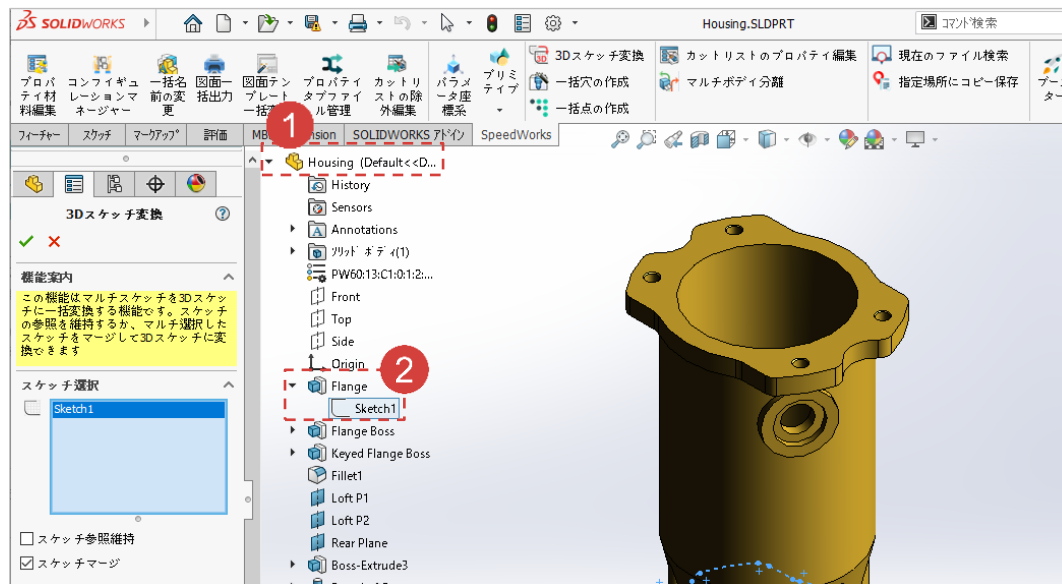 SOLIDWORKS
Housing.SLDPRT
コマンド検索
プロパ
ティ材
料編集
コンフィギュ
レーションマ
ネージャー
一括名
前の変
更
図面一
括出力
図面テン
プレート
一括変
プロパティ
タブファイ
ル管理
カットリ
ストの除
外編集
パラメ
ータ座
標系
プリミ
ティブ
3Dスケッチ変換
一括穴の作成
一括点の作成
カットリストのプロパティ編集
マルチボディ分離
現在のファイル検索
指定場所にコピー保存
フィーチャー
スケッチ
マークアップ
評価
SOLIDWORKS アドイン
SpeedWorks
1
3Dスケッチ変換
機能案内
この機能はマルチスケッチを3Dスケッ
チに一括変換する機能です。スケッチ
の参照を維持するか、マルチ選択した
スケッチをマージして3Dスケッチに変
換できます
スケッチ選択
Sketch1
スケッチ参照維持
スケッチマージ
Housing (Default<<D...
History
Sensors
Annotations
ソリッド ボディ(1)
PW60:13:C1:0:1:2:...
Front
Top
Side
Origin
2
Flange
Sketch1
Flange Boss
Keyed Flange Boss
Fillet1
Loft P1
Loft P2
Rear Plane
Boss-Extrude3